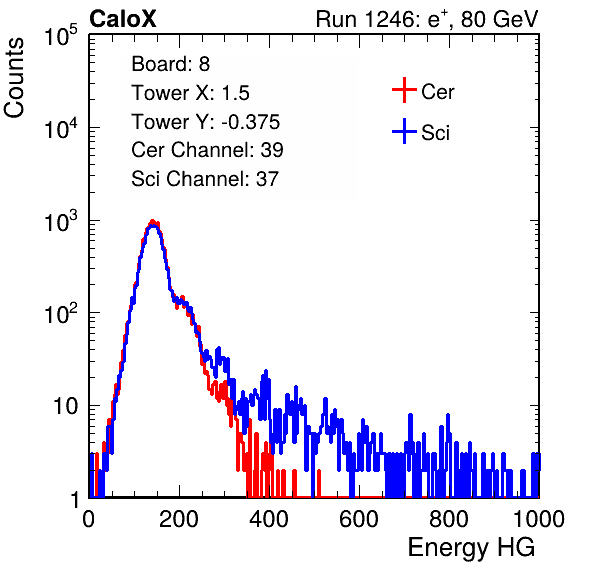 CaloX Run 1246: e⁺, 80 GeV
Counts
Board: 8
Tower X: 1.5
Tower Y: -0.375
Cer Channel: 39
Sci Channel: 37
Cer
Sci
10⁵
10⁴
10³
10²
10
1
0 200 400 600 800 1000
Energy HG